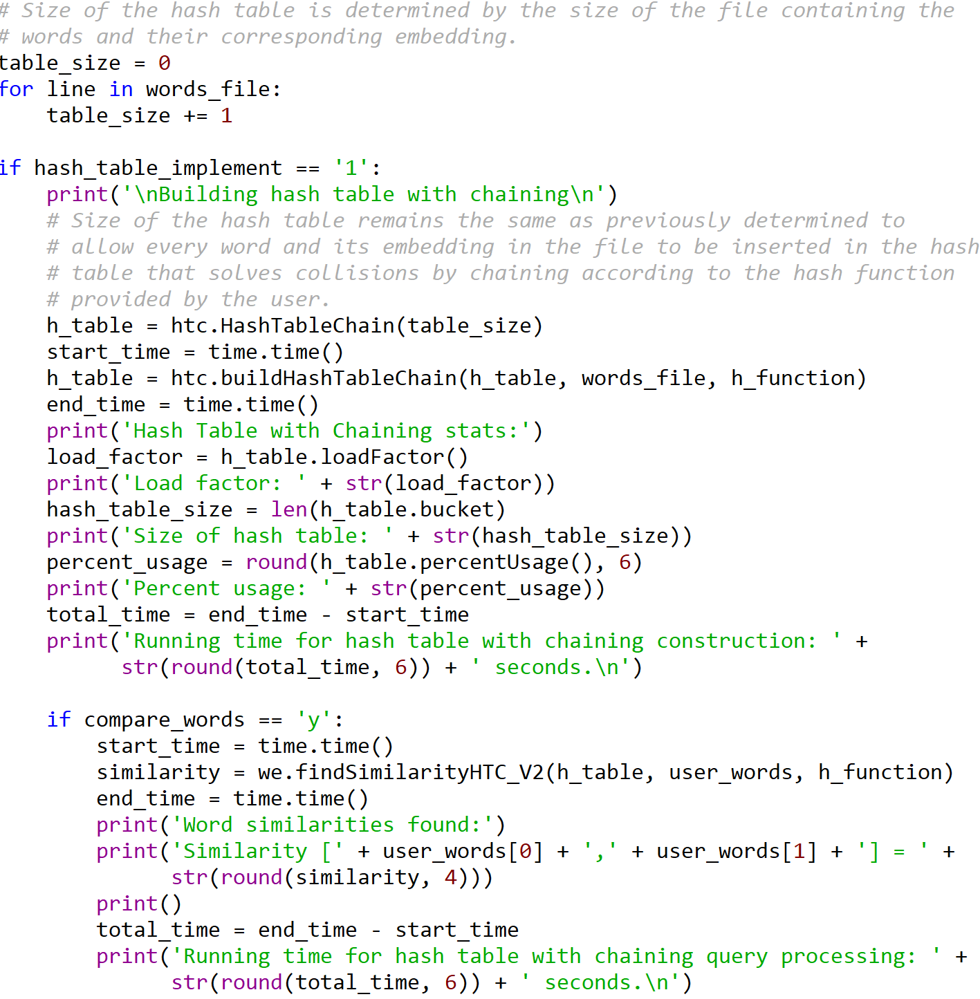 # Size of the hash table is determined by the size of the file containing the
# words and their corresponding embedding.
table_size = 0
for line in words_file:
    table_size += 1

if hash_table_implement == '1':
    print('\nBuilding hash table with chaining\n')
    # Size of the hash table remains the same as previously determined to
    # allow every word and its embedding in the file to be inserted in the hash
    # table that solves collisions by chaining according to the hash function
    # provided by the user.
    h_table = htc.HashTableChain(table_size)
    start_time = time.time()
    h_table = htc.buildHashTableChain(h_table, words_file, h_function)
    end_time = time.time()
    print('Hash Table with Chaining stats:')
    load_factor = h_table.loadFactor()
    print('Load factor: ' + str(load_factor))
    hash_table_size = len(h_table.bucket)
    print('Size of hash table: ' + str(hash_table_size))
    percent_usage = round(h_table.percentUsage(), 6)
    print('Percent usage: ' + str(percent_usage))
    total_time = end_time - start_time
    print('Running time for hash table with chaining construction: ' +
          str(round(total_time, 6)) + ' seconds.\n')

    if compare_words == 'y':
        start_time = time.time()
        similarity = we.findSimilarityHTC_V2(h_table, user_words, h_function)
        end_time = time.time()
        print('Word similarities found:')
        print('Similarity [' + user_words[0] + ',' + user_words[1] + '] = ' +
              str(round(similarity, 4)))
        print()
        total_time = end_time - start_time
        print('Running time for hash table with chaining query processing: ' +
              str(round(total_time, 6)) + ' seconds.\n')